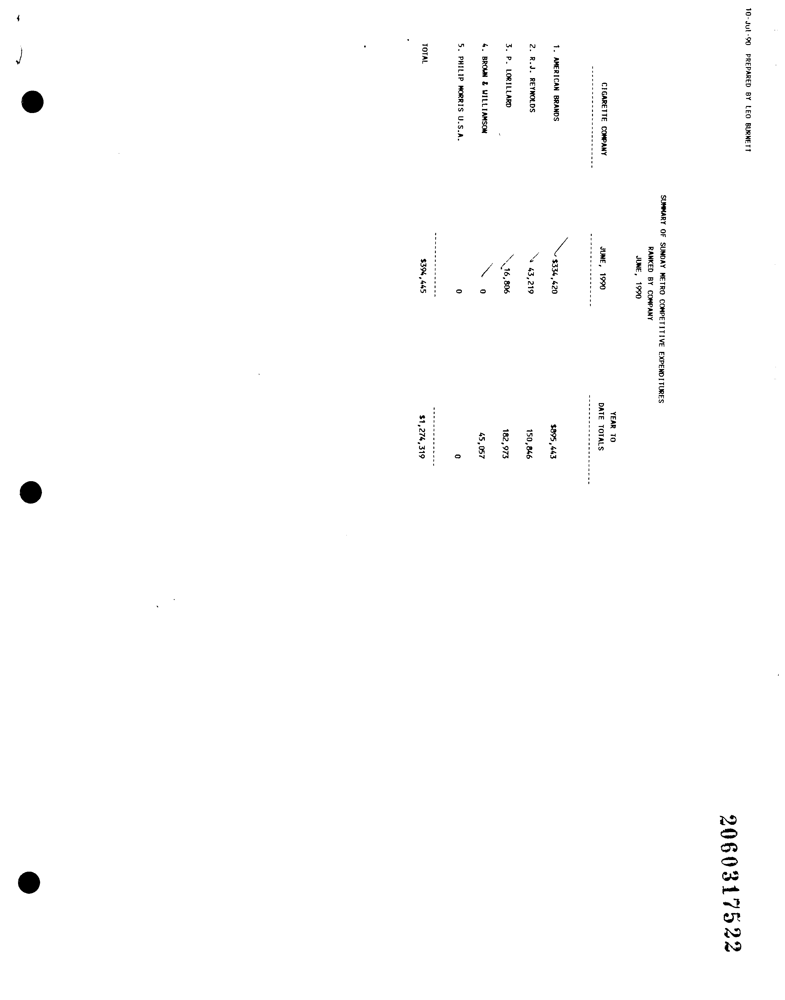 10-Jul-90 PREPARED BY LEO BURNETT
SUMMARY OF SUNDAY METRO COMPETITIVE EXPENDITURES
RANKED BY COMPANY
JUNE, 1990
CIGARETTE COMPANY JUNE, 1990 YEAR TO DATE TOTALS
1. AMERICAN BRANDS $334,420 $895,443
2. R.J. REYNOLDS 43,219 150,846
3. P. LORILLARD 16,806 182,973
4. BROWN & WILLIAMSON 0 45,057
5. PHILIP MORRIS U.S.A. 0 0
TOTAL $394,445 $1,274,319
2060317522